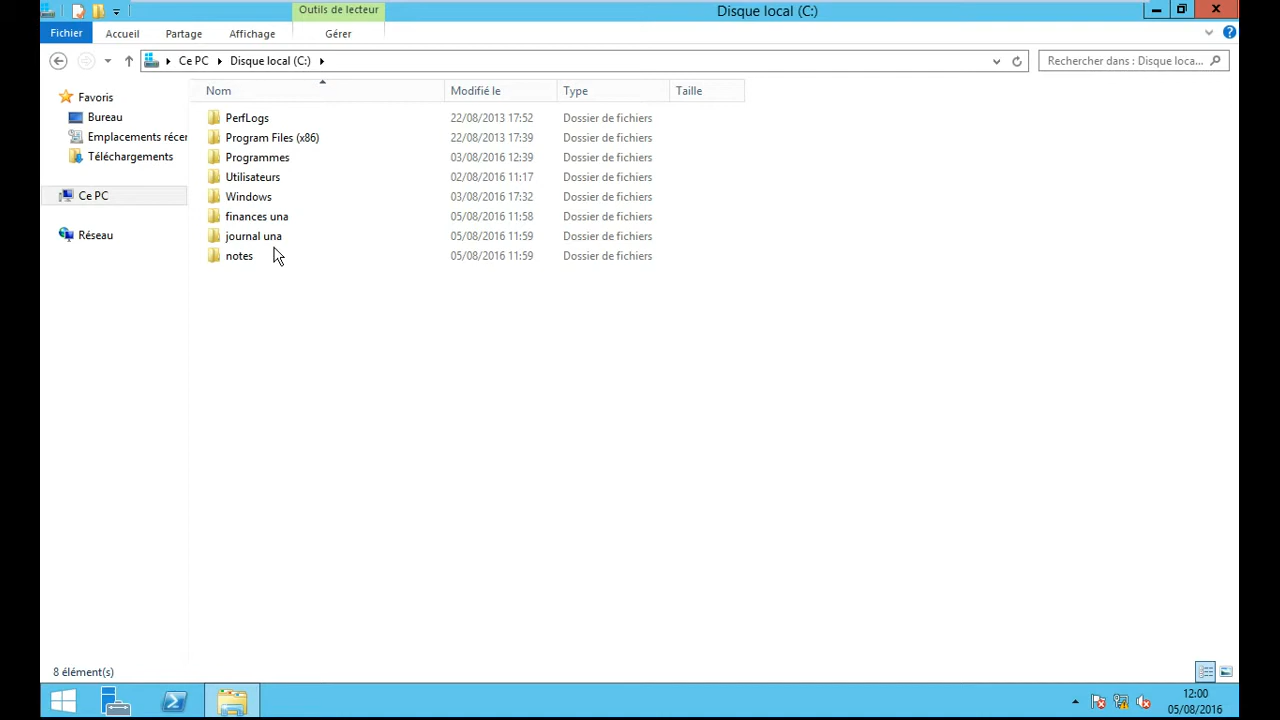 Outils de lecteur
Disque local (C:)
Fichier
Accueil
Partage
Affichage
Gérer
Ce PC
Disque local (C:)
Rechercher dans : Disque loca...
Favoris
Bureau
Emplacements récer
Téléchargements
Ce PC
Réseau
Nom Modifié le Type Taille
PerfLogs 22/08/2013 17:52 Dossier de fichiers
Program Files (x86) 22/08/2013 17:39 Dossier de fichiers
Programmes 03/08/2016 12:39 Dossier de fichiers
Utilisateurs 02/08/2016 11:17 Dossier de fichiers
Windows 03/08/2016 17:32 Dossier de fichiers
finances una 05/08/2016 11:58 Dossier de fichiers
journal una 05/08/2016 11:59 Dossier de fichiers
notes 05/08/2016 11:59 Dossier de fichiers
8 élément(s)
12:00
05/08/2016